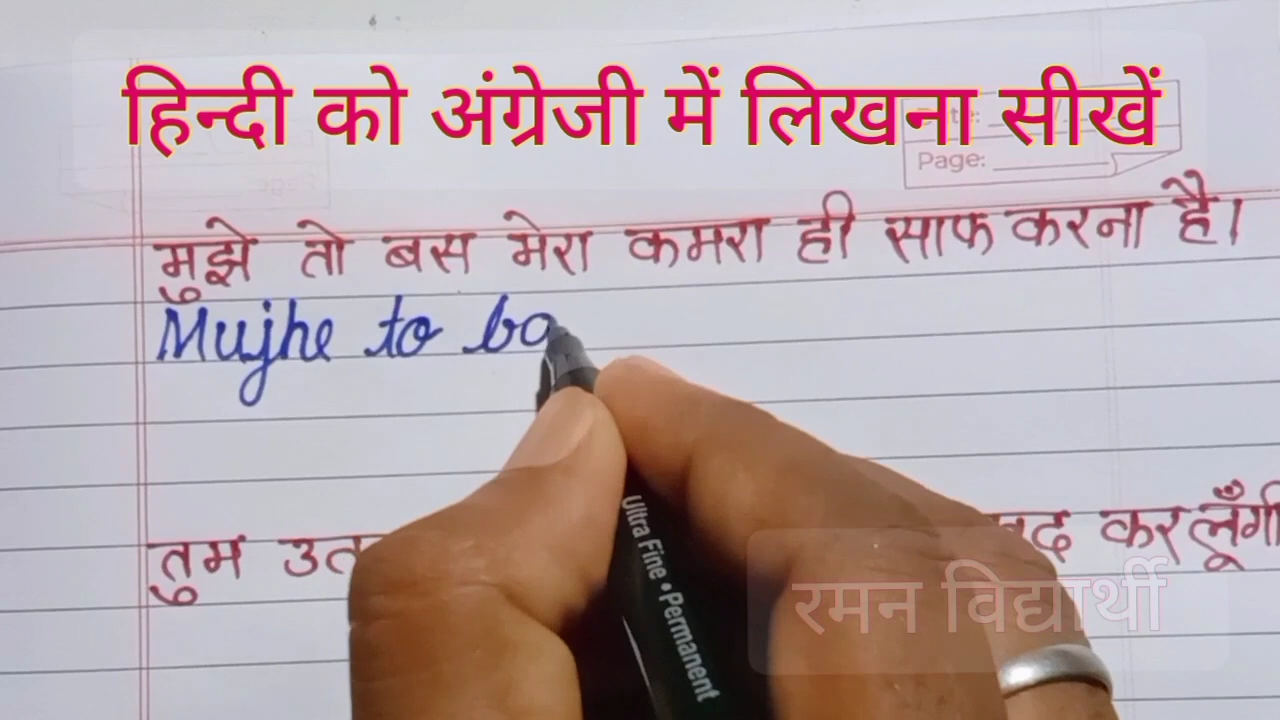 हिन्दी को अंग्रेजी में लिखना सीखें
Page:
मुझे तो बस मेरा कमरा ही साफ करना है।
Mujhe to ba
तुम उत करलूँगी
Ultra Fine • Permanent
रमन विद्यार्थी